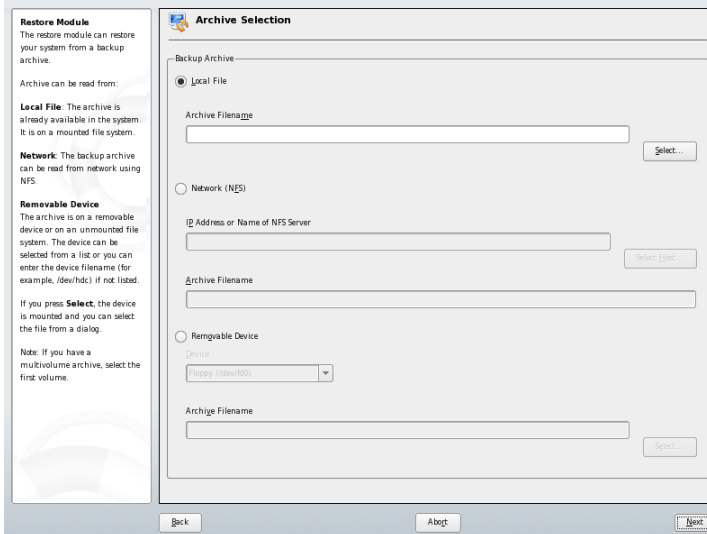 Restore Module
The restore module can restore
your system from a backup
archive.
Archive can be read from:
Local File: The archive is
already available in the system.
It is on a mounted file system.
Network: The backup archive
can be read from network using
NFS.
Removable Device
The archive is on a removable
device or on an unmounted file
system. The device can be
selected from a list or you can
enter the device filename (for
example, /dev/hdc) if not listed.
If you press Select, the device
is mounted and you can select
the file from a dialog.
Note: If you have a
multivolume archive, select the
first volume.
Archive Selection
Backup Archive
Local File
Archive Filename
Select...
Network (NFS)
IP Address or Name of NFS Server
Select Host...
Archive Filename
Removable Device
Device
Floppy (/dev/fd0)
Archive Filename
Select...
Back
Abort
Next